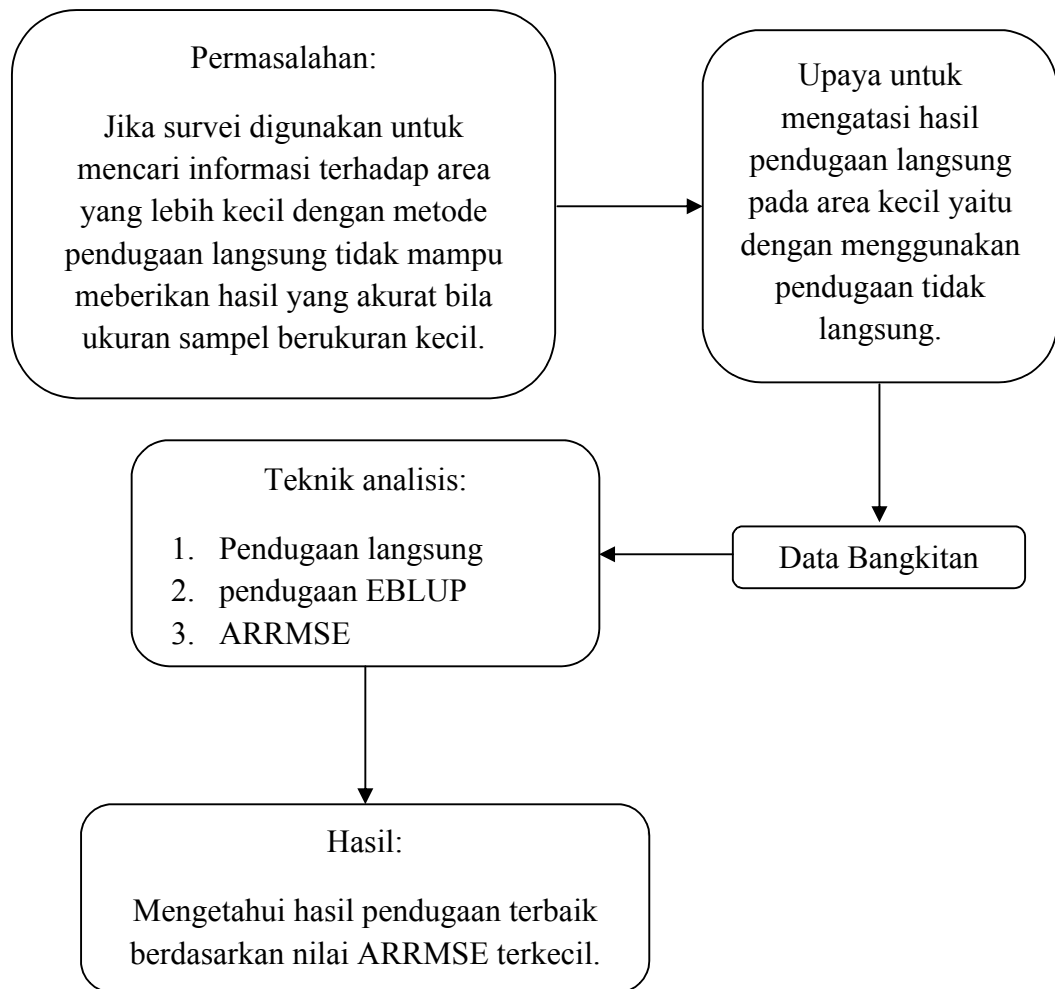 Permasalahan:
Jika survei digunakan untuk
mencari informasi terhadap area
yang lebih kecil dengan metode
pendugaan langsung tidak mampu
meberikan hasil yang akurat bila
ukuran sampel berukuran kecil.
Upaya untuk
mengatasi hasil
pendugaan langsung
pada area kecil yaitu
dengan menggunakan
pendugaan tidak
langsung.
Data Bangkitan
Teknik analisis:
1. Pendugaan langsung
2. pendugaan EBLUP
3. ARRMSE
Hasil:
Mengetahui hasil pendugaan terbaik
berdasarkan nilai ARRMSE terkecil.